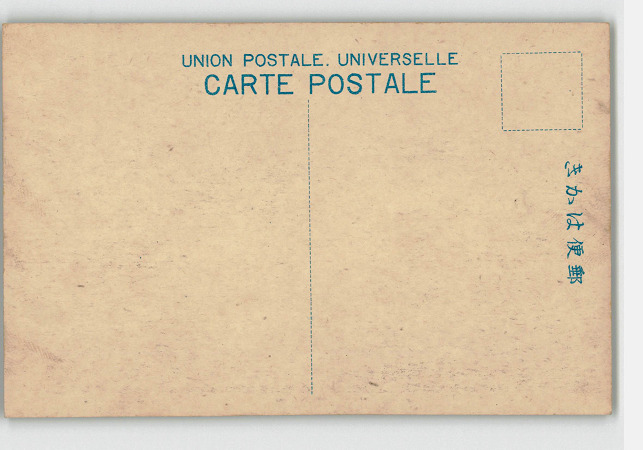 UNION POSTALE. UNIVERSELLE
CARTE POSTALE
きかは便郵